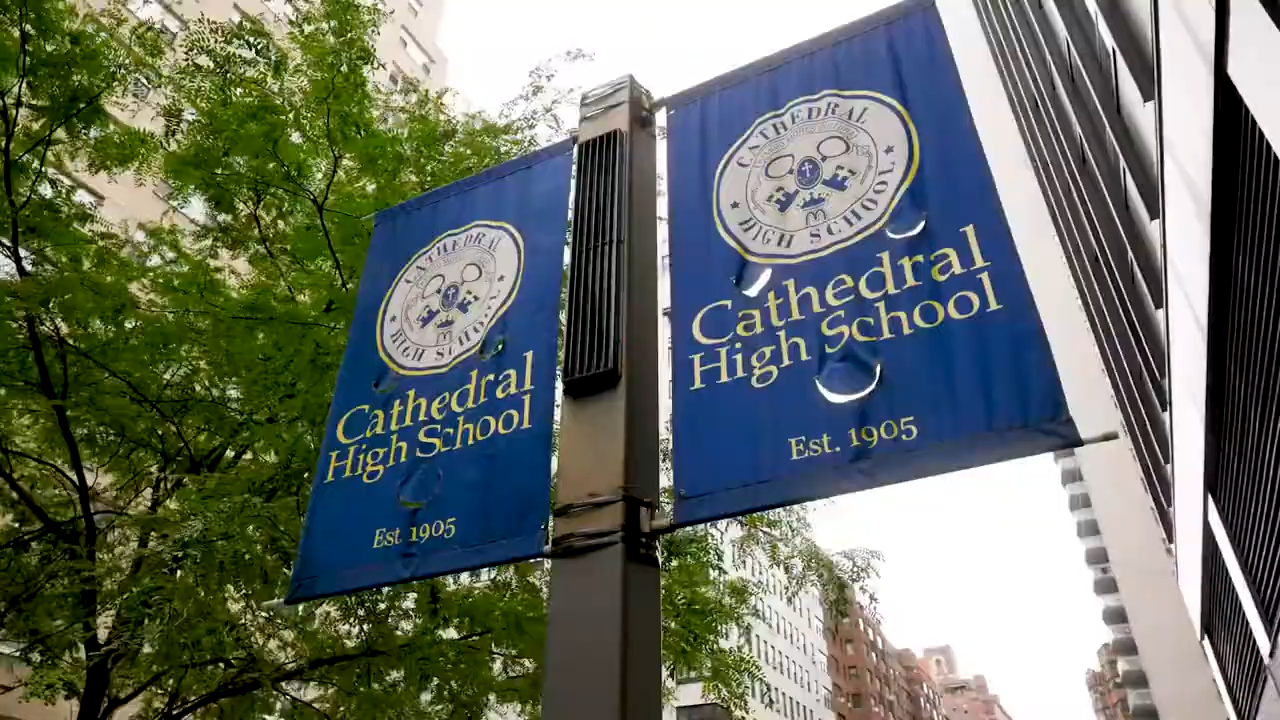 CATHEDRAL
HIGH SCHOOL
Cathedral
High School
Est. 1905
CATHEDRAL
HIGH SCHOOL
Cathedral
High School
Est. 1905